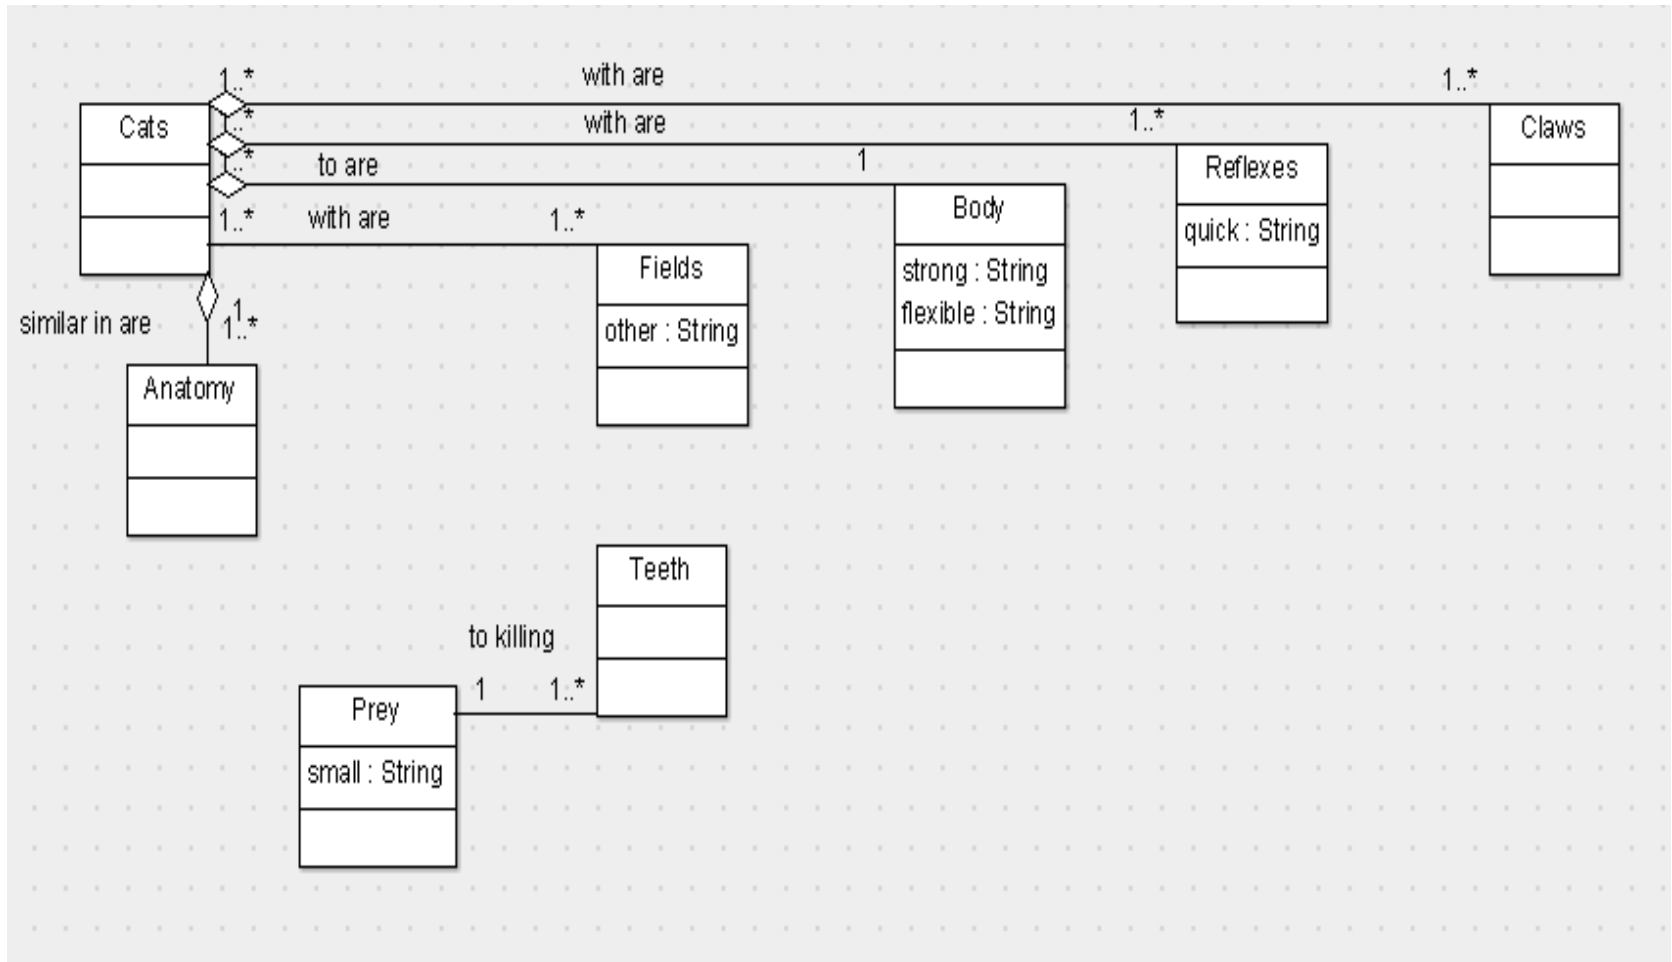 1..* with are 1..*
Cats 1..* with are 1..* Claws
1..* to are 1 Reflexes
1..* with are 1..* Body quick : String
Fields strong : String
other : String flexible : String
similar in are 1
1..*
Anatomy
Teeth
to killing
1 1..*
Prey
small : String